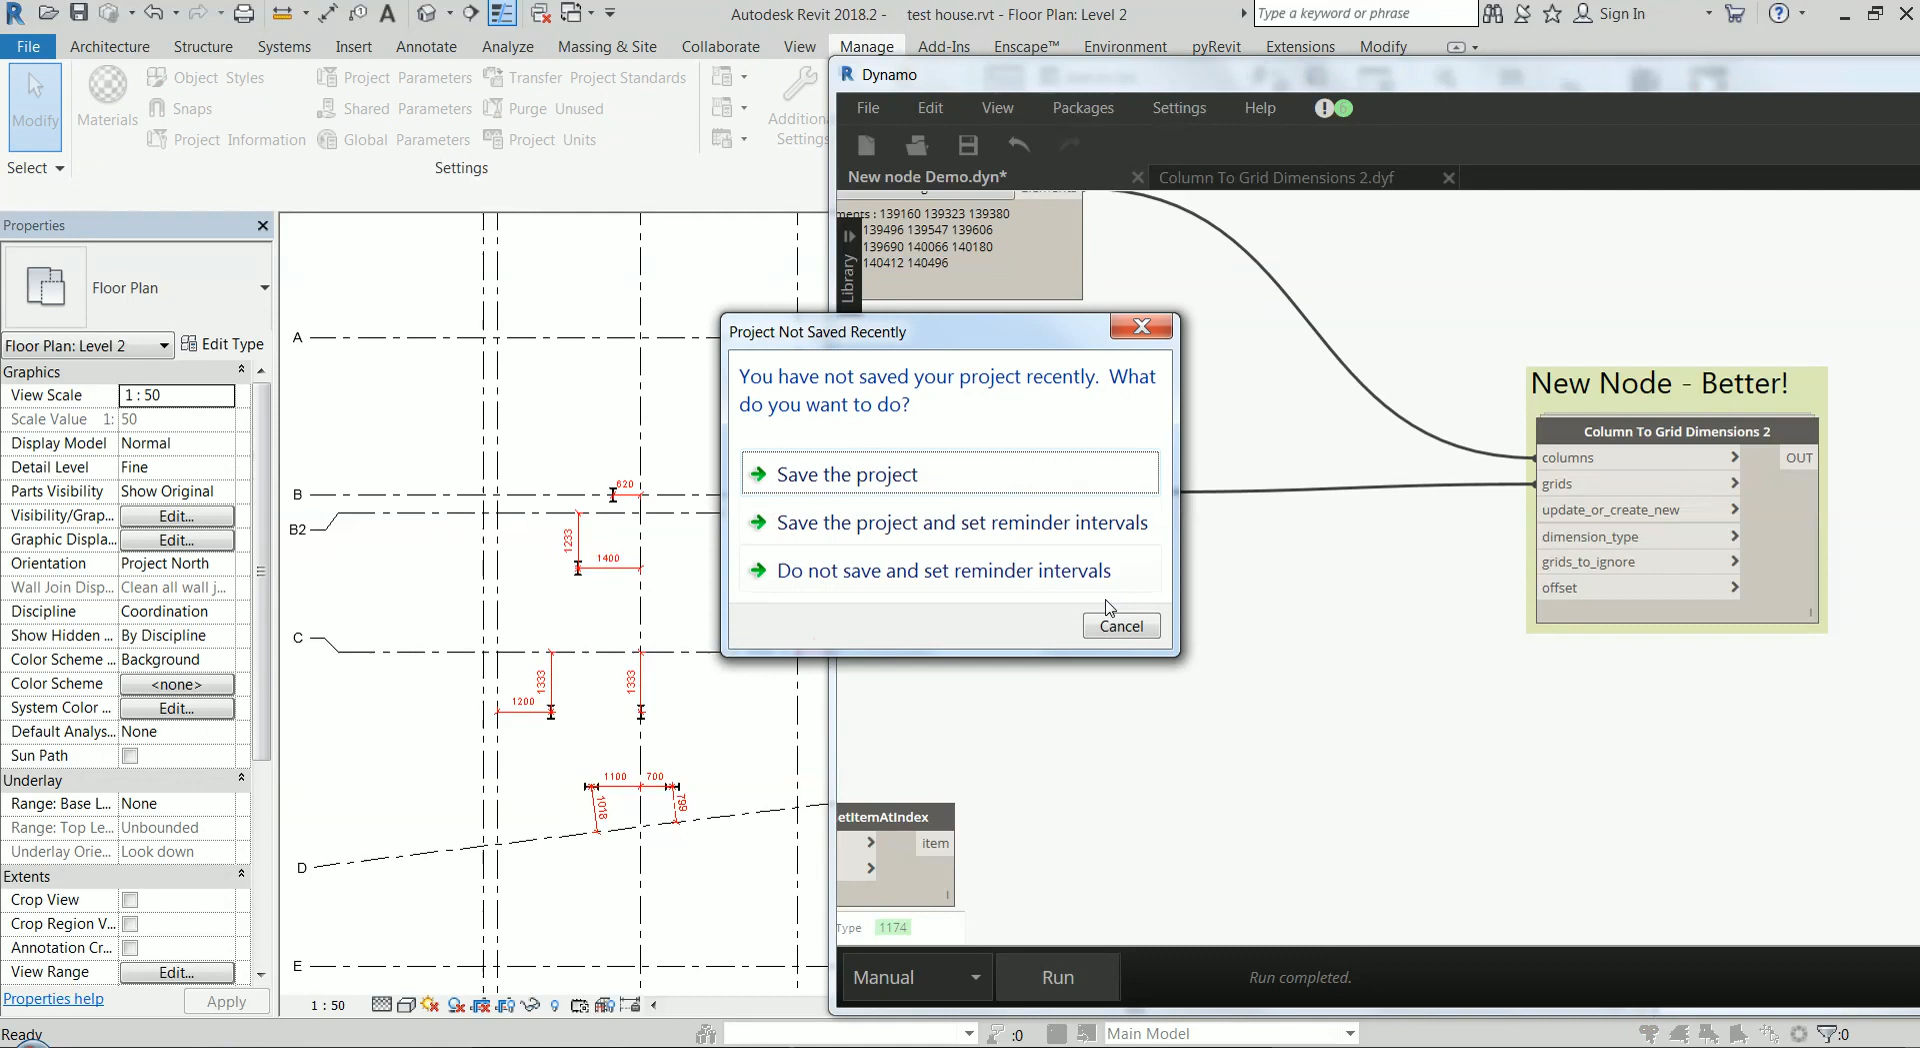 Autodesk Revit 2018.2 - test house.rvt - Floor Plan: Level 2
Type a keyword or phrase
Sign In
File Architecture Structure Systems Insert Annotate Analyze Massing & Site Collaborate View Manage Add-Ins Enscape™ Environment pyRevit Extensions Modify
Modify
Materials
Object Styles
Snaps
Project Information
Project Parameters
Shared Parameters
Global Parameters
Transfer Project Standards
Purge Unused
Project Units
Additional
Settings
Select
Settings
Dynamo
File Edit View Packages Settings Help
New node Demo.dyn*
Column To Grid Dimensions 2.dyf
ments : 139160 139323 139380
139496 139547 139606
139690 140066 140180
140412 140496
Library
Properties
Floor Plan
Floor Plan: Level 2
Edit Type
Graphics
View Scale 1 : 50
Scale Value 1: 50
Display Model Normal
Detail Level Fine
Parts Visibility Show Original
Visibility/Grap... Edit...
Graphic Displa... Edit...
Orientation Project North
Wall Join Display Clean all wall j...
Discipline Coordination
Show Hidden ... By Discipline
Color Scheme ... Background
Color Scheme <none>
System Color ... Edit...
Default Analys... None
Sun Path
Underlay
Range: Base L... None
Range: Top Le... Unbounded
Underlay Orie... Look down
Extents
Crop View
Crop Region V...
Annotation Cr...
View Range Edit...
Properties help
Apply
A
B
B2
C
D
E
620
1233
1400
1333
1333
1200
1100
700
1018
799
1 : 50
Project Not Saved Recently
You have not saved your project recently. What
do you want to do?
Save the project
Save the project and set reminder intervals
Do not save and set reminder intervals
Cancel
New Node - Better!
Column To Grid Dimensions 2
columns
OUT
grids
update_or_create_new
dimension_type
grids_to_ignore
offset
etItemAtIndex
item
Type 1174
Manual
Run
Run completed.
Ready
:0
Main Model
:0